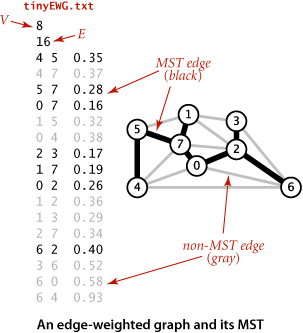 tinyEWG.txt
V
8
16
E
4 5 0.35
4 7 0.37
5 7 0.28
0 7 0.16
1 5 0.32
0 4 0.38
2 3 0.17
1 7 0.19
0 2 0.26
1 2 0.36
1 3 0.29
2 7 0.34
6 2 0.40
3 6 0.52
6 0 0.58
6 4 0.93
MST edge
(black)
1
3
5
7
2
0
4
6
non-MST edge
(gray)
An edge-weighted graph and its MST